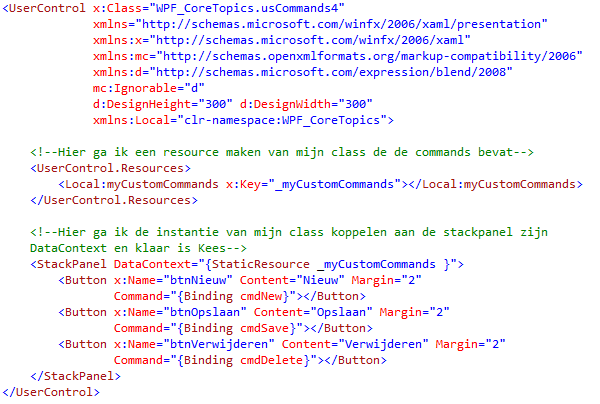 <UserControl x:Class="WPF_CoreTopics.usCommands4"
             xmlns="http://schemas.microsoft.com/winfx/2006/xaml/presentation"
             xmlns:x="http://schemas.microsoft.com/winfx/2006/xaml"
             xmlns:mc="http://schemas.openxmlformats.org/markup-compatibility/2006"
             xmlns:d="http://schemas.microsoft.com/expression/blend/2008"
             mc:Ignorable="d"
             d:DesignHeight="300" d:DesignWidth="300"
             xmlns:Local="clr-namespace:WPF_CoreTopics">
    <!--Hier ga ik een resource maken van mijn class de de commands bevat-->
    <UserControl.Resources>
        <Local:myCustomCommands x:Key="_myCustomCommands"></Local:myCustomCommands>
    </UserControl.Resources>
    <!--Hier ga ik de instantie van mijn class koppelen aan de stackpanel zijn
    DataContext en klaar is Kees-->
    <StackPanel DataContext="{StaticResource _myCustomCommands }">
        <Button x:Name="btnNieuw" Content="Nieuw" Margin="2"
                Command="{Binding cmdNew}"></Button>
        <Button x:Name="btnOpslaan" Content="Opslaan" Margin="2"
                Command="{Binding cmdSave}"></Button>
        <Button x:Name="btnVerwijderen" Content="Verwijderen" Margin="2"
                Command="{Binding cmdDelete}"></Button>
    </StackPanel>
</UserControl>